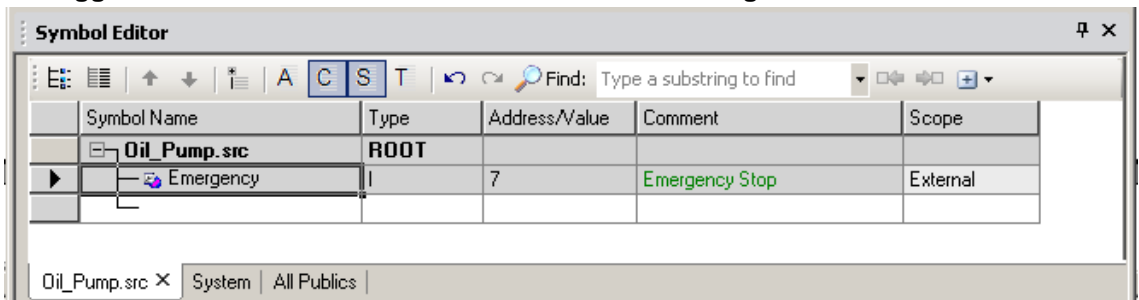 Symbol Editor
A C S T Find: Type a substring to find
Symbol Name Type Address/Value Comment Scope
Oil_Pump.src ROOT
Emergency I 7 Emergency Stop External
Oil_Pump.src System All Publics